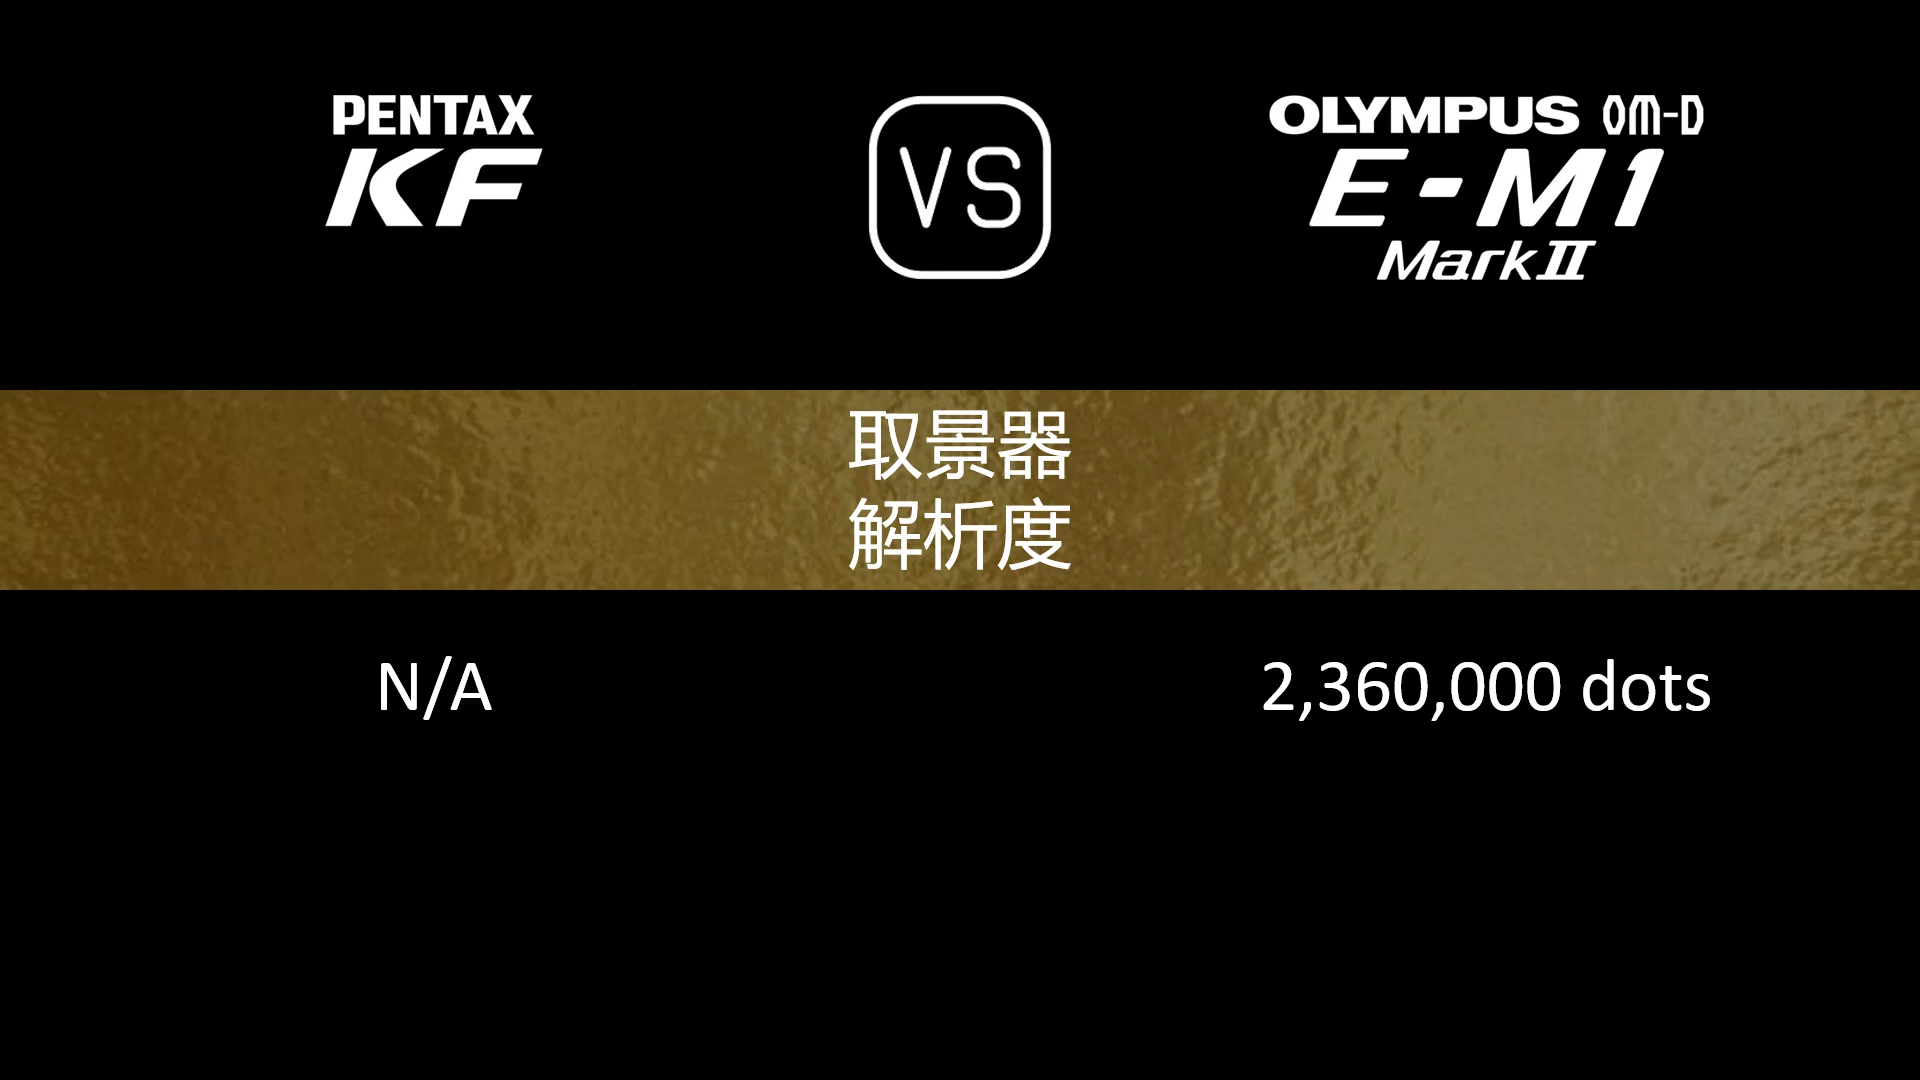 PENTAX
KF
VS
OLYMPUS OM-D
E-M1
Mark II
取景器
解析度
N/A
2,360,000 dots